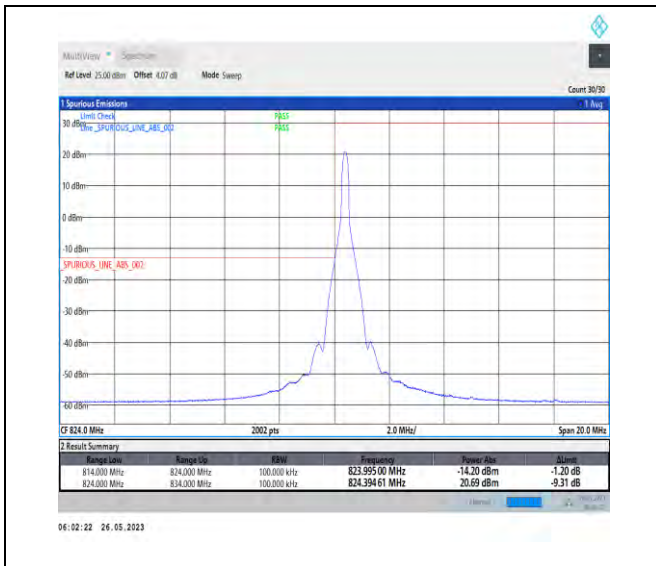 MultiView Spectrum
Ref Level 25.00 dBm Offset 4.07 dB Mode Sweep
Count 30/30
1 Spurious Emissions 1 Avg
Limit Check PASS
30 dBm
Line _SPURIOUS_LINE_ABS_002 PASS
20 dBm
10 dBm
0 dBm
-10 dBm
_SPURIOUS_LINE_ABS_002
-20 dBm
-30 dBm
-40 dBm
-50 dBm
-60 dBm
CF 824.0 MHz 2002 pts 2.0 MHz/ Span 20.0 MHz
2 Result Summary
Range Low Range Up RBW Frequency Power Abs ΔLimit
814.000 MHz 824.000 MHz 100.000 kHz 823.99500 MHz -14.20 dBm -1.20 dB
824.000 MHz 834.000 MHz 100.000 kHz 824.39461 MHz 20.69 dBm -9.31 dB
06:02:22 26.05.2023